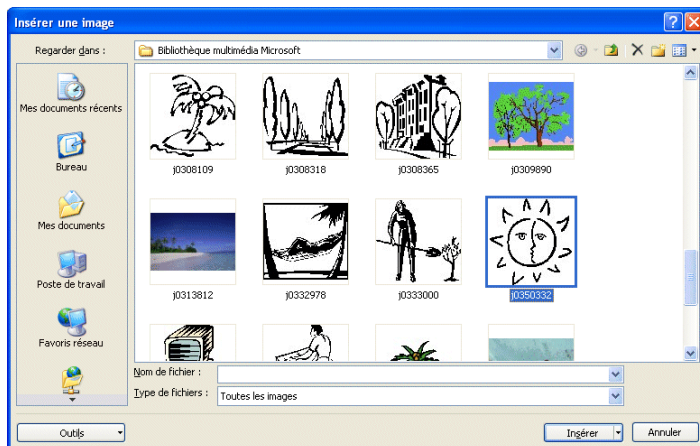 Insérer une image
Regarder dans :
Bibliothèque multimédia Microsoft
Mes documents récents
Bureau
Mes documents
Poste de travail
Favoris réseau
j0308109
j0308318
j0308365
j0309890
j0313812
j0332978
j0333000
j0350332
Nom de fichier :
Type de fichiers :
Toutes les images
Outils
Insérer
Annuler